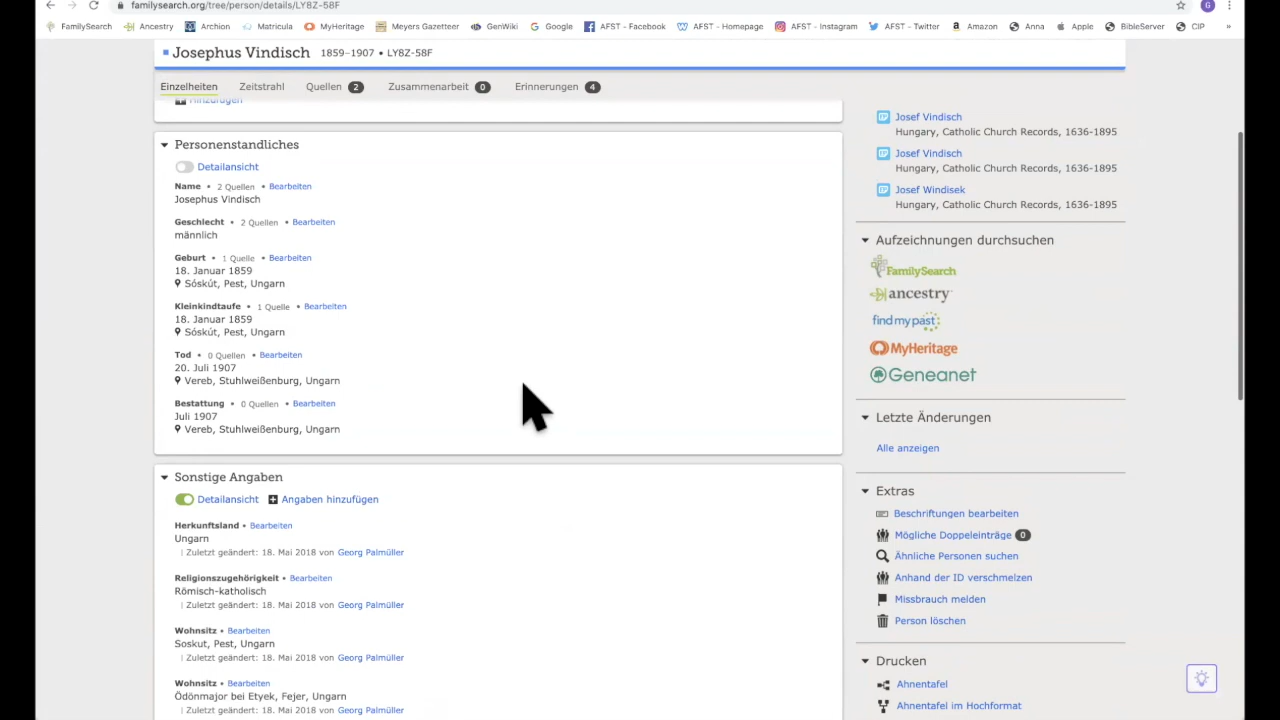 familysearch.org/tree/person/details/LY8Z-58F
G
FamilySearch Ancestry Archion Matricula MyHeritage Meyers Gazetteer GenWiki Google AFST - Facebook AFST - Homepage AFST - Instagram AFST - Twitter Amazon Anna Apple BibleServer CIP »
Josephus Vindisch 1859–1907 • LY8Z-58F
Einzelheiten Zeitstrahl Quellen 2 Zusammenarbeit 0 Erinnerungen 4
Hinzufügen
Personenstandliches
Detailansicht
Name • 2 Quellen • Bearbeiten
Josephus Vindisch
Geschlecht • 2 Quellen • Bearbeiten
männlich
Geburt • 1 Quelle • Bearbeiten
18. Januar 1859
Sóskút, Pest, Ungarn
Kleinkindtaufe • 1 Quelle • Bearbeiten
18. Januar 1859
Sóskút, Pest, Ungarn
Tod • 0 Quellen • Bearbeiten
20. Juli 1907
Vereb, Stuhlweißenburg, Ungarn
Bestattung • 0 Quellen • Bearbeiten
Juli 1907
Vereb, Stuhlweißenburg, Ungarn
Sonstige Angaben
Detailansicht Angaben hinzufügen
Herkunftsland • Bearbeiten
Ungarn
| Zuletzt geändert: 18. Mai 2018 von Georg Palmüller
Religionszugehörigkeit • Bearbeiten
Römisch-katholisch
| Zuletzt geändert: 18. Mai 2018 von Georg Palmüller
Wohnsitz • Bearbeiten
Soskut, Pest, Ungarn
| Zuletzt geändert: 18. Mai 2018 von Georg Palmüller
Wohnsitz • Bearbeiten
Ödönmajor bei Etyek, Fejer, Ungarn
| Zuletzt geändert: 18. Mai 2018 von Georg Palmüller
Josef Vindisch
Hungary, Catholic Church Records, 1636-1895
Josef Vindisch
Hungary, Catholic Church Records, 1636-1895
Josef Windisek
Hungary, Catholic Church Records, 1636-1895
Aufzeichnungen durchsuchen
FamilySearch
ancestry
findmypast
MyHeritage
Geneanet
Letzte Änderungen
Alle anzeigen
Extras
Beschriftungen bearbeiten
Mögliche Doppeleinträge 0
Ähnliche Personen suchen
Anhand der ID verschmelzen
Missbrauch melden
Person löschen
Drucken
Ahnentafel
Ahnentafel im Hochformat